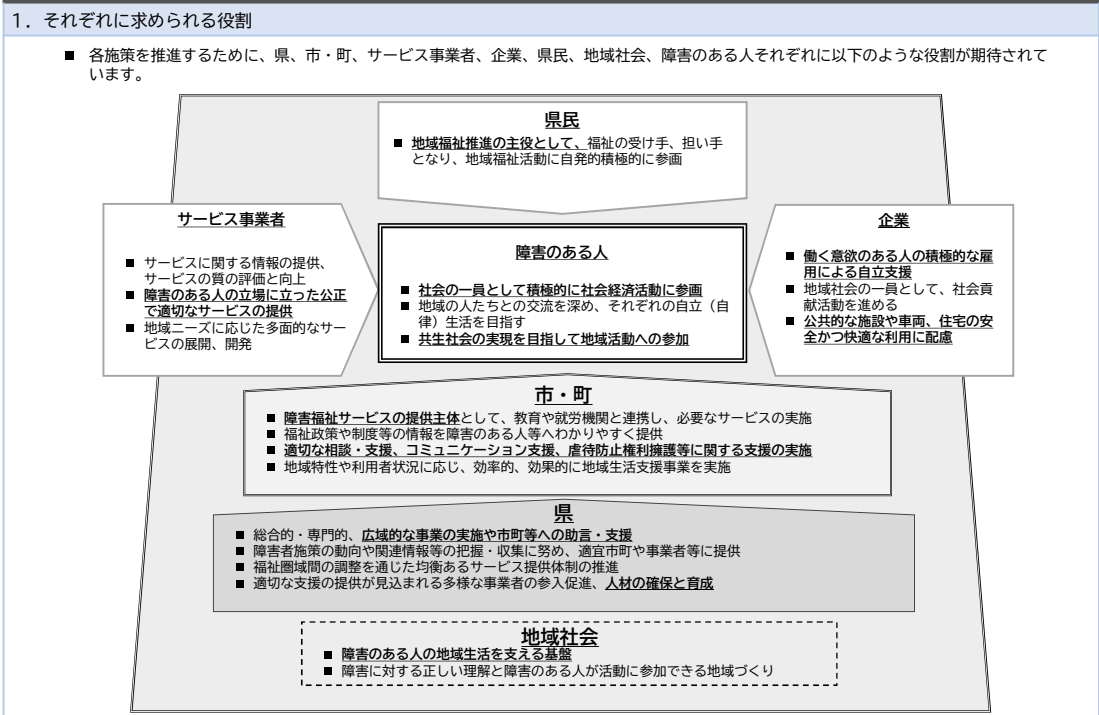 1．それぞれに求められる役割
■ 各施策を推進するために、県、市・町、サービス事業者、企業、県民、地域社会、障害のある人それぞれに以下のような役割が期待されて
います。
県民
■ 地域福祉推進の主役として、福祉の受け手、担い手
となり、地域福祉活動に自発的積極的に参画
サービス事業者
■ サービスに関する情報の提供、
サービスの質の評価と向上
■ 障害のある人の立場に立った公正
で適切なサービスの提供
■ 地域ニーズに応じた多面的なサー
ビスの展開、開発
障害のある人
■ 社会の一員として積極的に社会経済活動に参画
■ 地域の人たちとの交流を深め、それぞれの自立（自
律）生活を目指す
■ 共生社会の実現を目指して地域活動への参加
企業
■ 働く意欲のある人の積極的な雇
用による自立支援
■ 地域社会の一員として、社会貢
献活動を進める
■ 公共的な施設や車両、住宅の安
全かつ快適な利用に配慮
市・町
■ 障害福祉サービスの提供主体として、教育や就労機関と連携し、必要なサービスの実施
■ 福祉政策や制度等の情報を障害のある人等へわかりやすく提供
■ 適切な相談・支援、コミュニケーション支援、虐待防止権利擁護等に関する支援の実施
■ 地域特性や利用者状況に応じ、効率的、効果的に地域生活支援事業を実施
県
■ 総合的・専門的、広域的な事業の実施や市町等への助言・支援
■ 障害者施策の動向や関連情報等の把握・収集に努め、適宜市町や事業者等に提供
■ 福祉圏域間の調整を通じた均衡あるサービス提供体制の推進
■ 適切な支援の提供が見込まれる多様な事業者の参入促進、人材の確保と育成
地域社会
■ 障害のある人の地域生活を支える基盤
■ 障害に対する正しい理解と障害のある人が活動に参加できる地域づくり